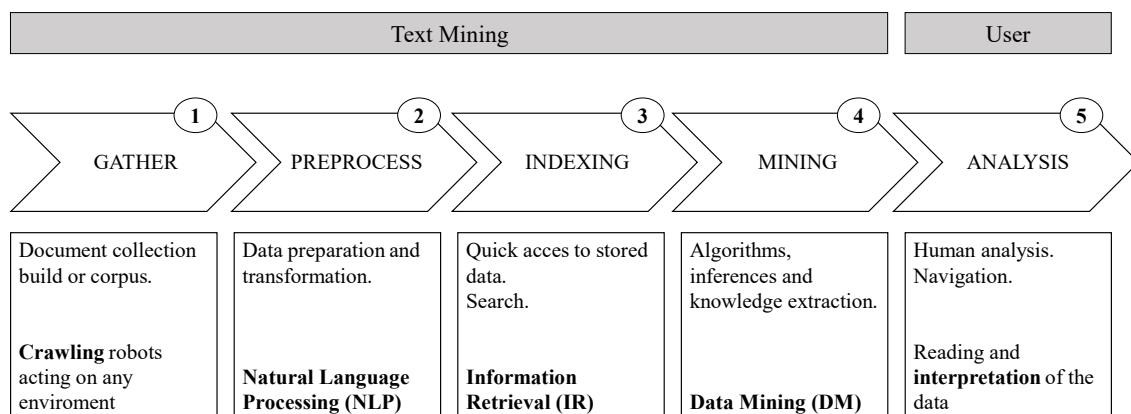 Text Mining
User
1
2
3
4
5
GATHER
PREPROCESS
INDEXING
MINING
ANALYSIS
Document collection
build or corpus.
Crawling robots
acting on any
enviroment
Data preparation and
transformation.
Natural Language
Processing (NLP)
Quick acces to stored
data.
Search.
Information
Retrieval (IR)
Algorithms,
inferences and
knowledge extraction.
Data Mining (DM)
Human analysis.
Navigation.
Reading and
interpretation of the
data